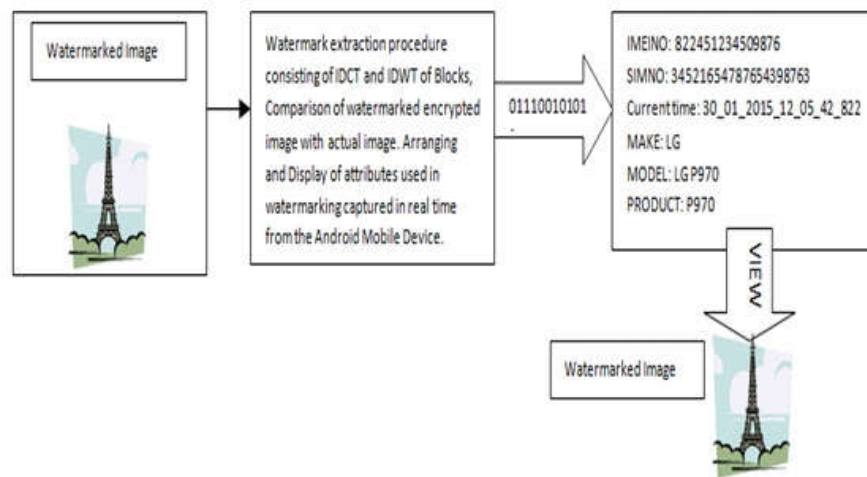 Watermarked Image
Watermark extraction procedure
consisting of IDCT and IDWT of Blocks,
Comparison of watermarked encrypted
image with actual image. Arranging
and Display of attributes used in
watermarking captured in real time
from the Android Mobile Device.
01110010101
.
IMEINO: 822451234509876
SIMNO: 34521654787654398763
Current time: 30_01_2015_12_05_42_822
MAKE: LG
MODEL: LG P970
PRODUCT: P970
VIEW
Watermarked Image